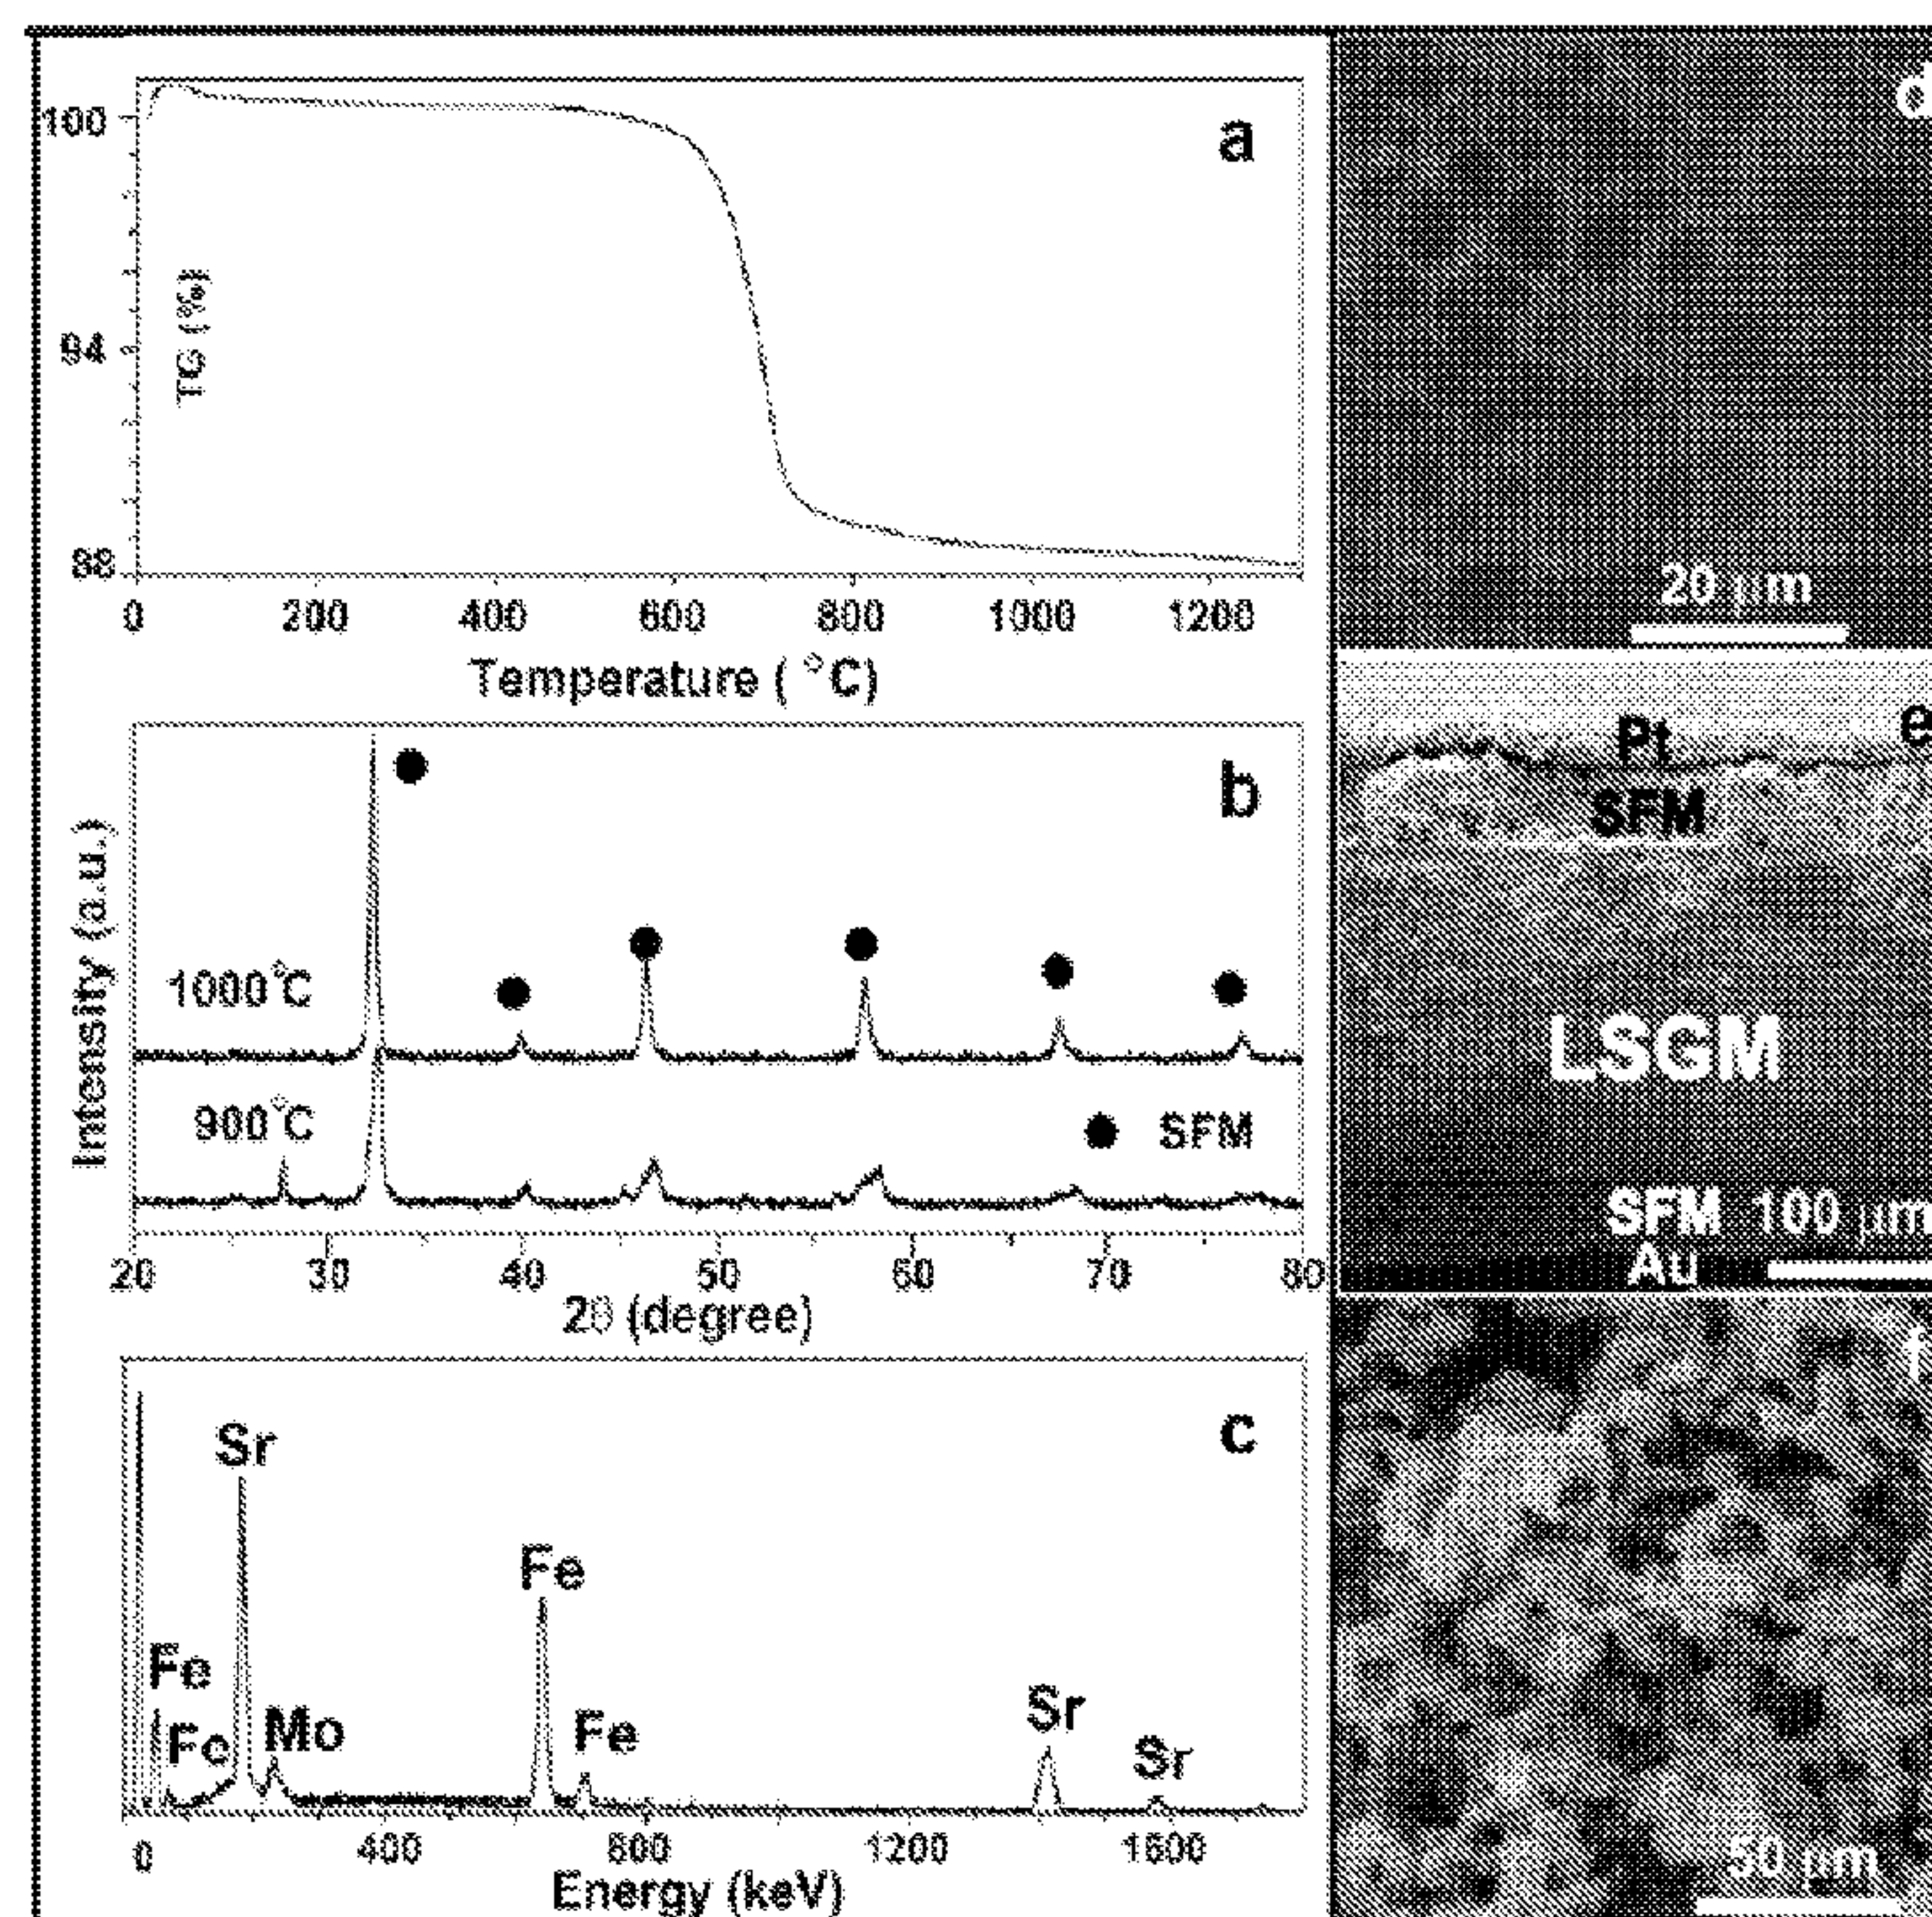 a
100
94
88
TG (%)
0 200 400 600 800 1000 1200
Temperature ( °C)
b
Intensity (a.u.)
1000°C
900°C
SFM
20 30 40 50 60 70 80
2θ (degree)
c
Sr
Fe
Fe
Fe
Mo
Fe
Sr
Sr
0 400 800 1200 1600
Energy (keV)
d
20 μm
Pt
e
SFM
LSGM
SFM 100 μm
Au
f
50 μm